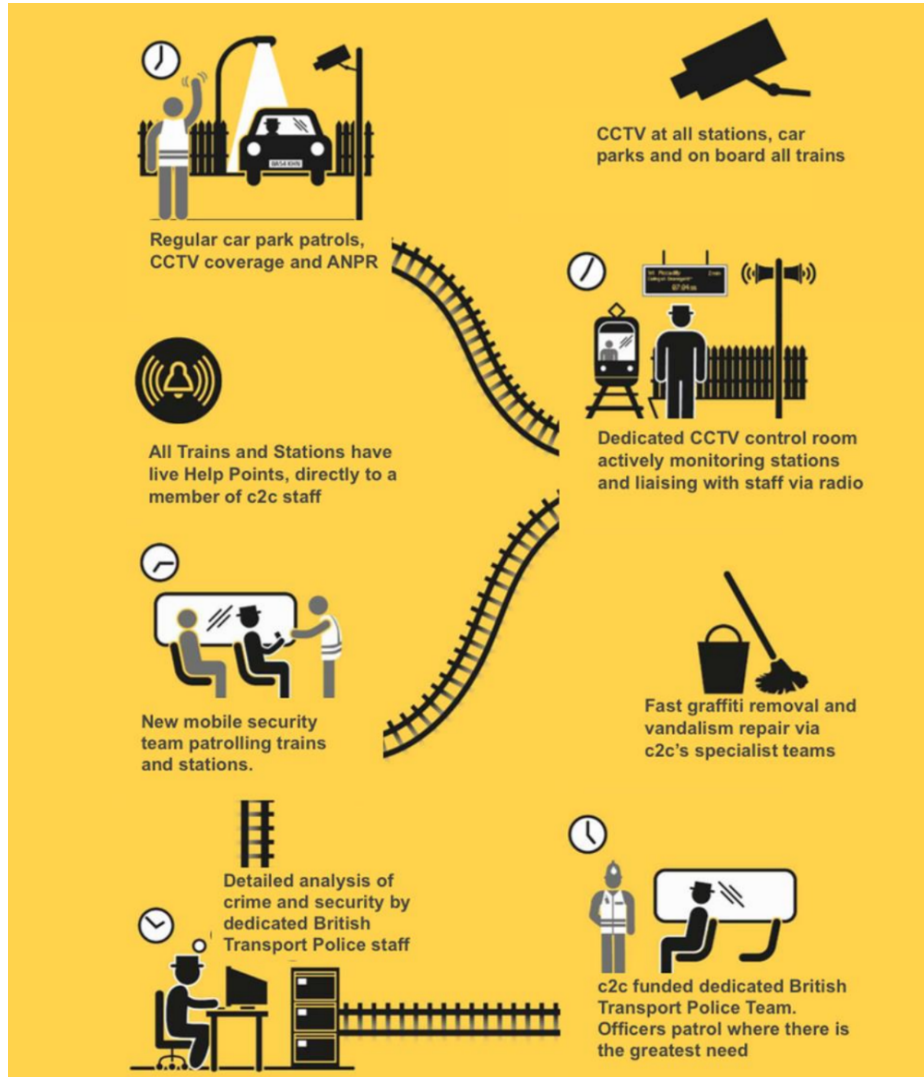 CCTV at all stations, car
parks and on board all trains
Regular car park patrols,
CCTV coverage and ANPR
07:04
Dedicated CCTV control room
actively monitoring stations
and liaising with staff via radio
All Trains and Stations have
live Help Points, directly to a
member of c2c staff
New mobile security
team patrolling trains
and stations.
Fast graffiti removal and
vandalism repair via
c2c's specialist teams
Detailed analysis of
crime and security by
dedicated British
Transport Police staff
c2c funded dedicated British
Transport Police Team.
Officers patrol where there is
the greatest need